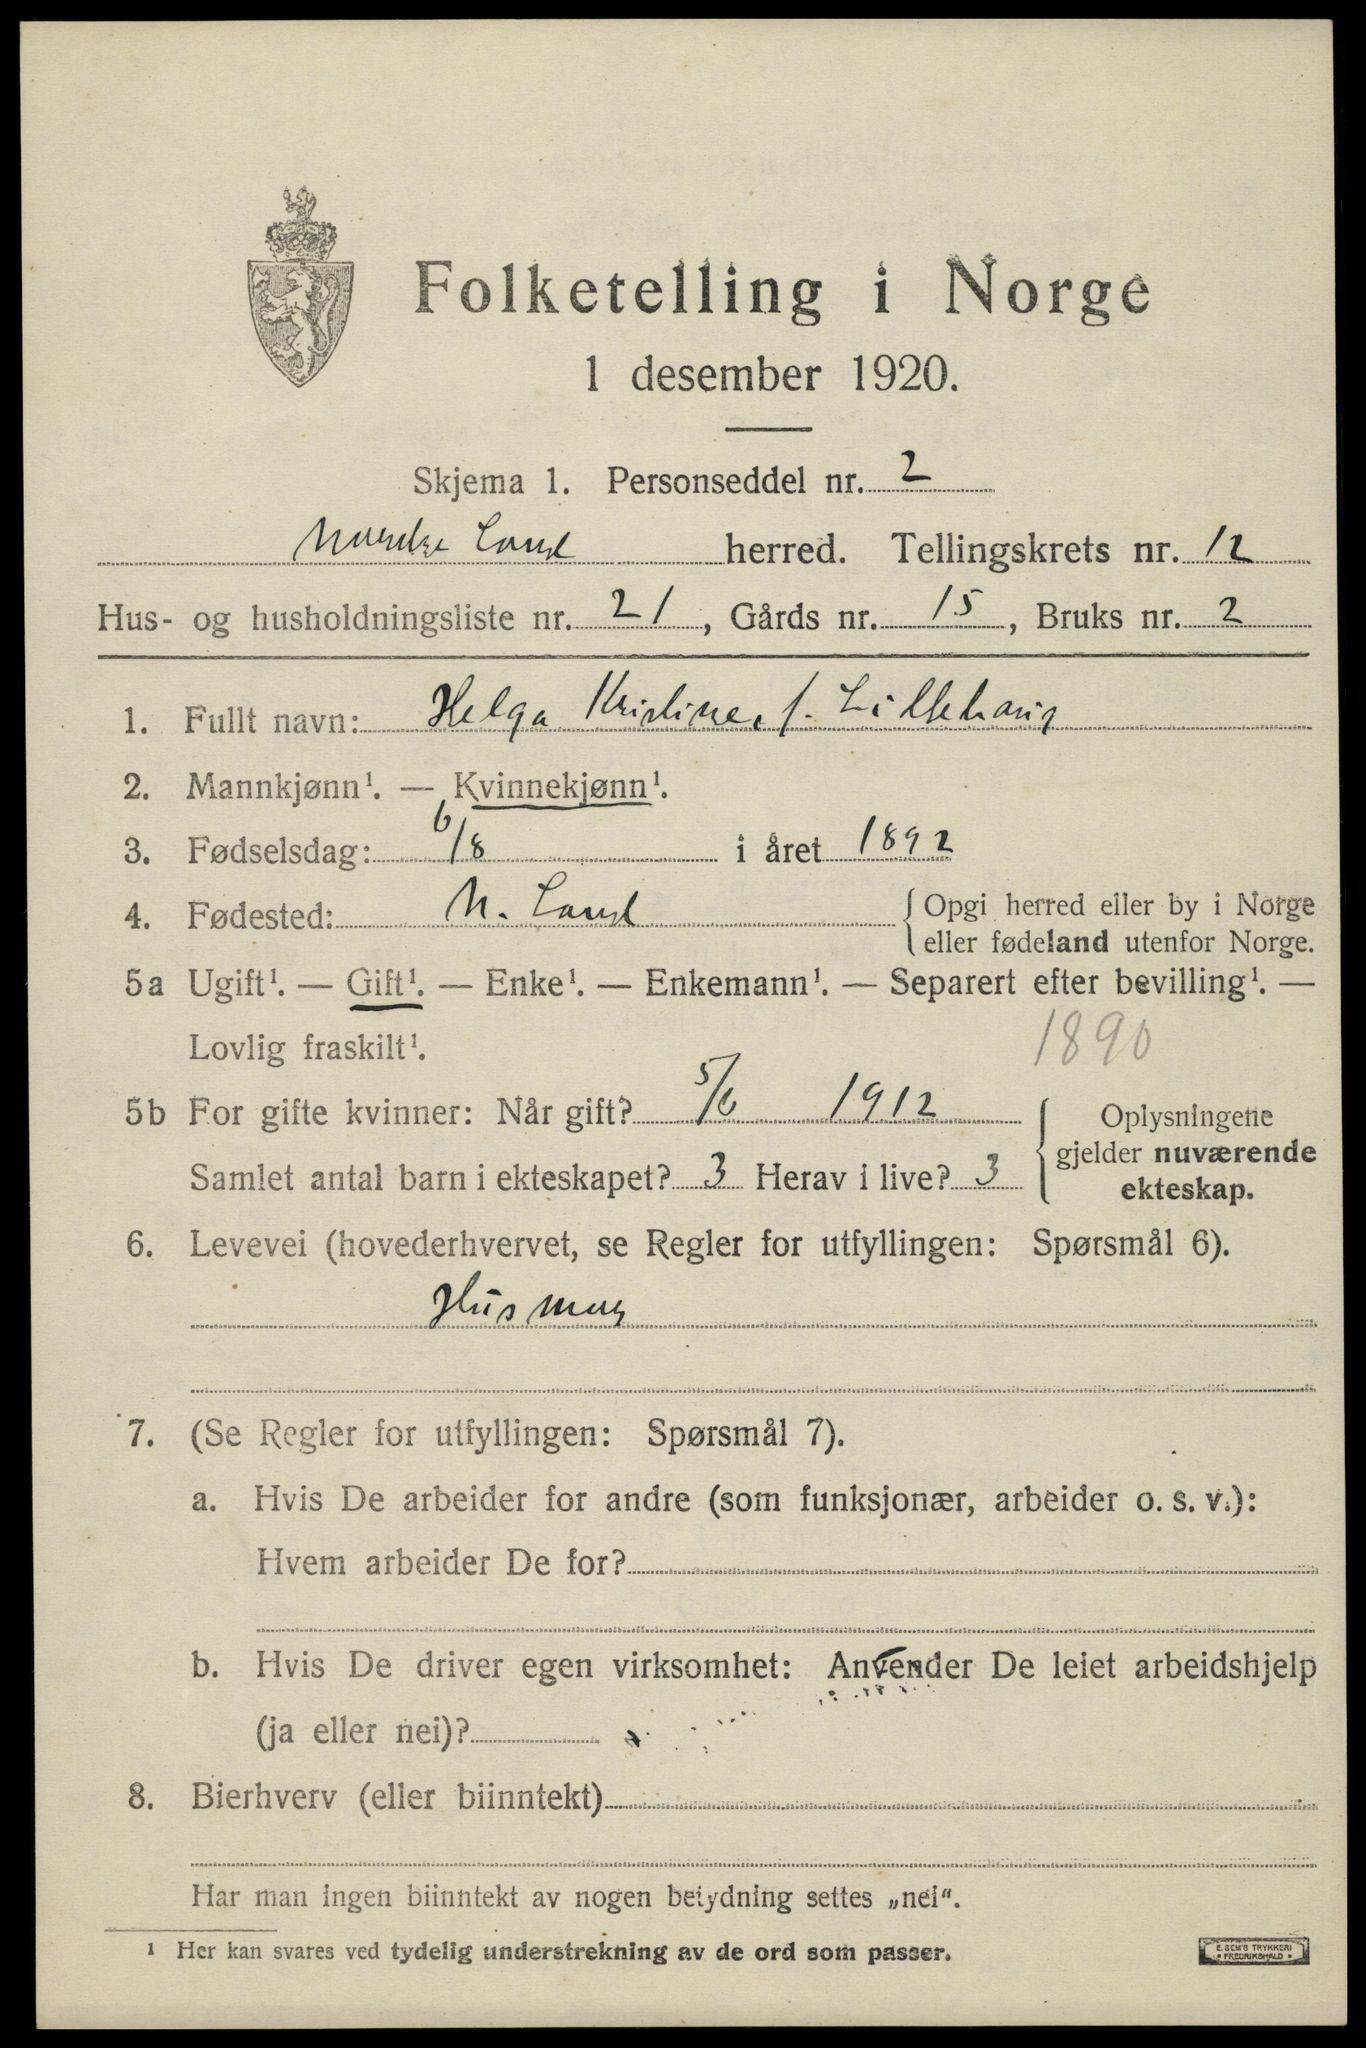 Folketelling i Norge
1 desember 1920.
Skjema 1. Personseddel nr. 2
Nordre Land herred. Tellingskrets nr. 12
Hus- og husholdningsliste nr. 21, Gårds nr. 15, Bruks nr. 2
1. Fullt navn: Helga Kristine
2. Mannkjønn¹. — Kvinnekjønn¹.
3. Fødselsdag: 6/8 i året 1892
4. Fødested: N. Land {Opgi herred eller by i Norge
eller fødeland utenfor Norge.
5a Ugift¹. — Gift¹. — Enke¹. — Enkemann¹. — Separert efter bevilling¹. —
Lovlig fraskilt¹. 1890
5b For gifte kvinner: Når gift? 5/6 1912
Samlet antal barn i ekteskapet? 3 Herav i live? 3
Oplysningene
gjelder nuværende
ekteskap.
6. Levevei (hovederhvervet, se Regler for utfyllingen: Spørsmål 6).
Husmor
7. (Se Regler for utfyllingen: Spørsmål 7).
a. Hvis De arbeider for andre (som funksjonær, arbeider o. s. v.):
Hvem arbeider De for?
b. Hvis De driver egen virksomhet: Anvender De leiet arbeidshjelp
(ja eller nei)?
8. Bierhverv (eller biinntekt)
Har man ingen biinntekt av nogen betydning settes „nei“.
¹ Her kan svares ved tydelig understrekning av de ord som passer.
E. SEM'S TRYKKERI
• FREDRIKSHALD •